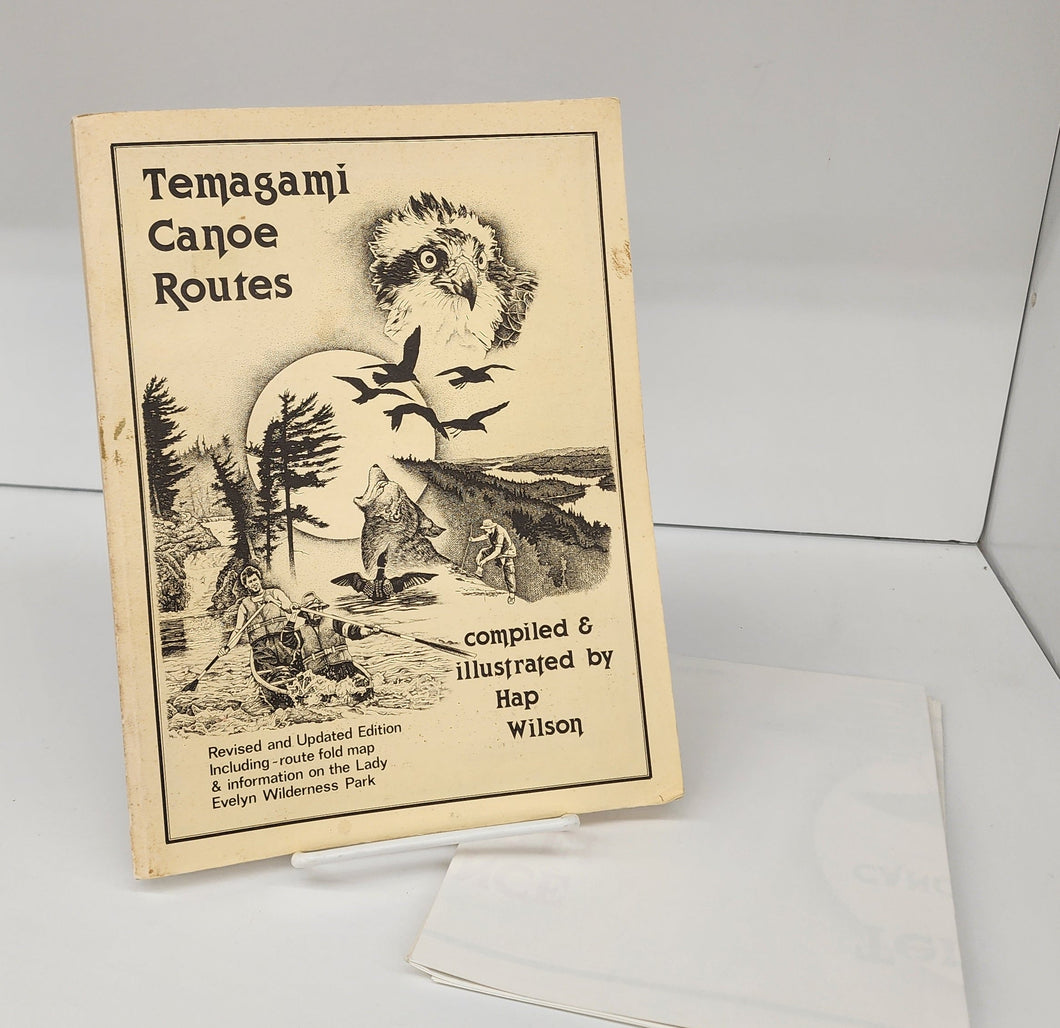 Temagami
Canoe
Routes
compiled &
illustrated by
Hap
Wilson
Revised and Updated Edition
Including-route fold map
& information on the Lady
Evelyn Wilderness Park